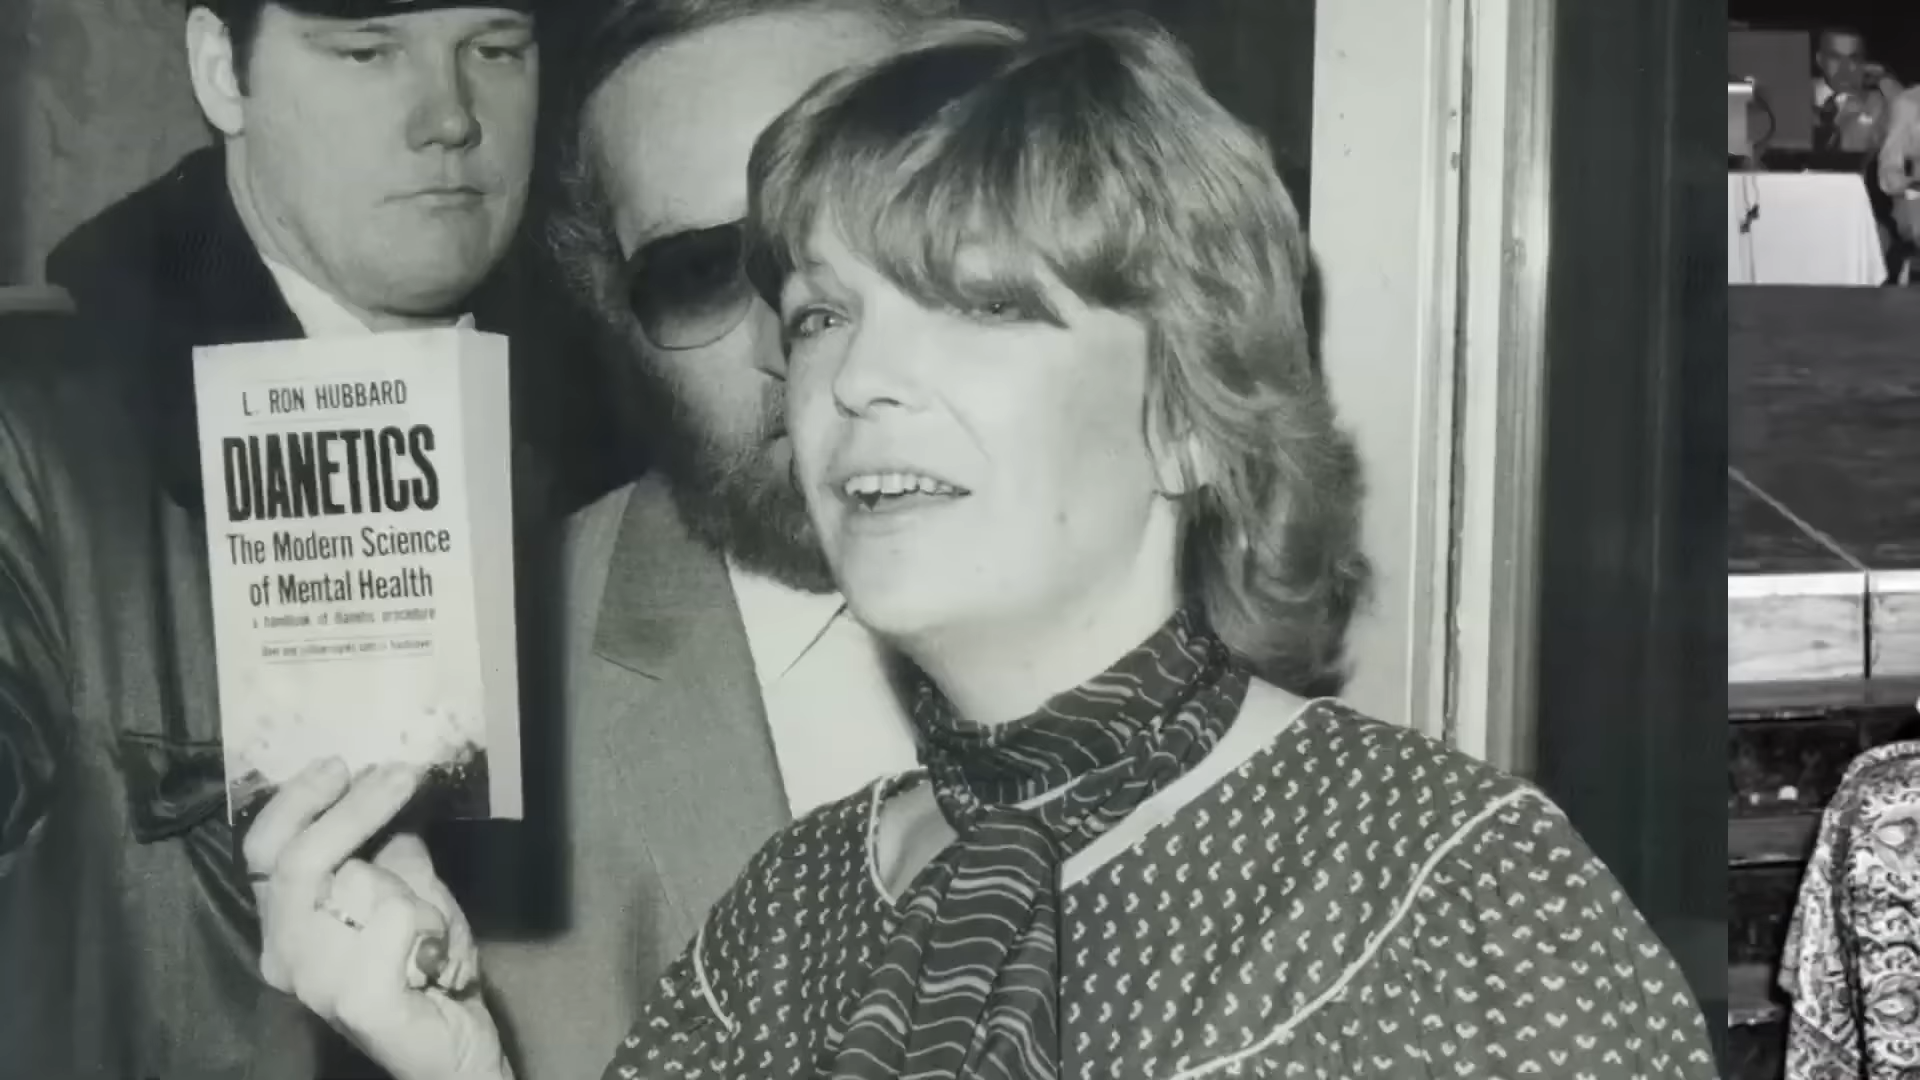 L. RON HUBBARD
DIANETICS
The Modern Science
of Mental Health
a handbook of dianetic procedure